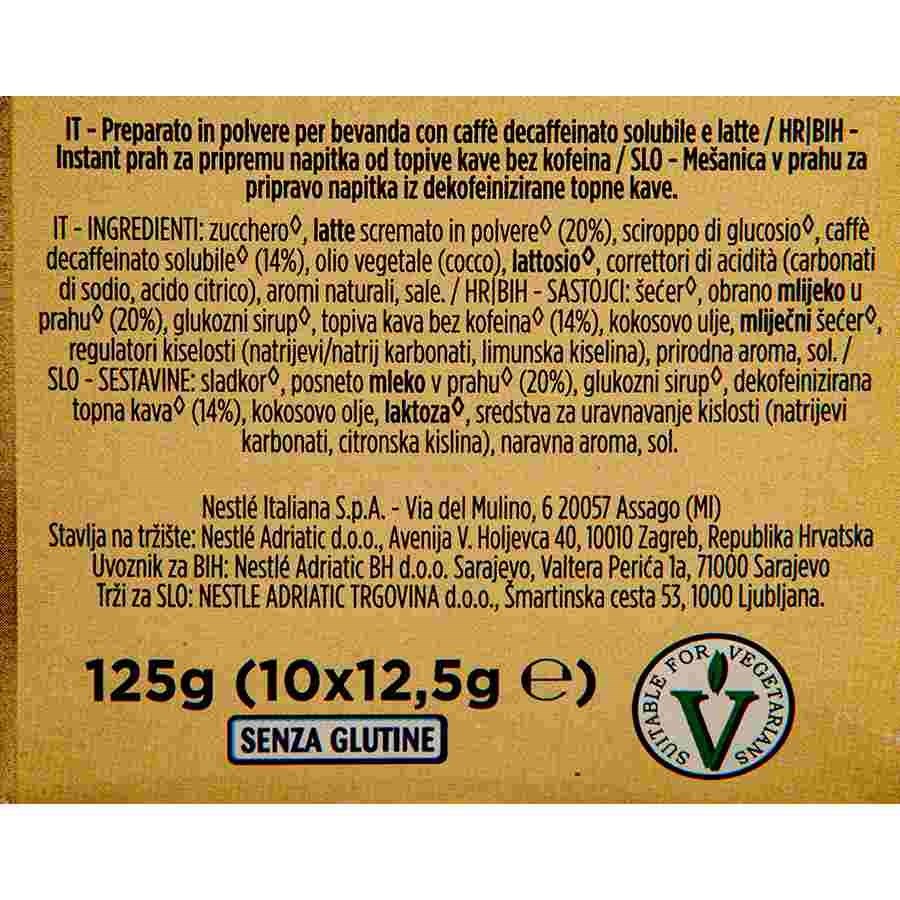 IT - Preparato in polvere per bevanda con caffè decaffeinato solubile e latte / HR|BIH -
Instant prah za pripremu napitka od topive kave bez kofeina / SLO - Mešanica v prahu za
pripravo napitka iz dekofeinizirane topne kave.
IT - INGREDIENTI: zucchero◊, latte scremato in polvere◊ (20%), sciroppo di glucosio◊, caffè
decaffeinato solubile◊ (14%), olio vegetale (cocco), lattosio◊, correttori di acidità (carbonati
di sodio, acido citrico), aromi naturali, sale. / HR|BIH - SASTOJCI: šećer◊, obrano mlijeko u
prahu◊ (20%), glukozni sirup◊, topiva kava bez kofeina◊ (14%), kokosovo ulje, mliječni šećer◊,
regulatori kiselosti (natrijevi/natrij karbonati, limunska kiselina), prirodna aroma, sol. /
SLO - SESTAVINE: sladkor◊, posneto mleko v prahu◊ (20%), glukozni sirup◊, dekofeinizirana
topna kava◊ (14%), kokosovo olje, laktoza◊, sredstva za uravnavanje kislosti (natrijevi
karbonati, citronska kislina), naravna aroma, sol.
Nestlé Italiana S.p.A. - Via del Mulino, 6 20057 Assago (MI)
Stavlja na tržište: Nestlé Adriatic d.o.o., Avenija V. Holjevca 40, 10010 Zagreb, Republika Hrvatska
Uvoznik za BIH: Nestlé Adriatic BH d.o.o. Sarajevo, Valtera Perića 1a, 71000 Sarajevo
Trži za SLO: NESTLE ADRIATIC TRGOVINA d.o.o., Šmartinska cesta 53, 1000 Ljubljana.
125g (10x12,5g ℮)
SENZA GLUTINE
SUITABLE FOR VEGETARIANS
V